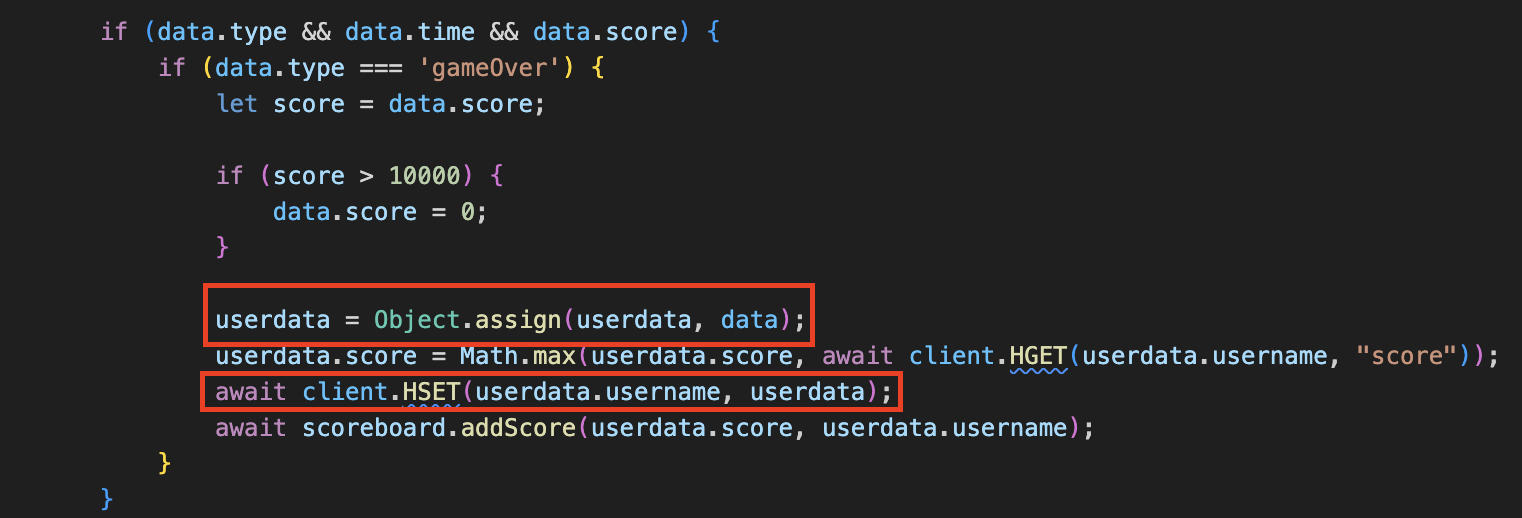 if (data.type && data.time && data.score) {
if (data.type === 'gameOver') {
let score = data.score;
if (score > 10000) {
data.score = 0;
}
userdata = Object.assign(userdata, data);
userdata.score = Math.max(userdata.score, await client.HGET(userdata.username, "score"));
await client.HSET(userdata.username, userdata);
await scoreboard.addScore(userdata.score, userdata.username);
}
}